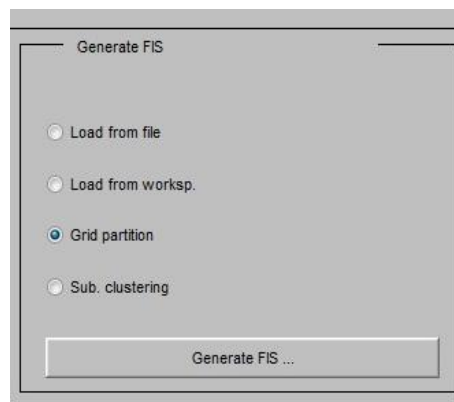 Generate FIS
Load from file
Load from worksp.
Grid partition
Sub. clustering
Generate FIS ...